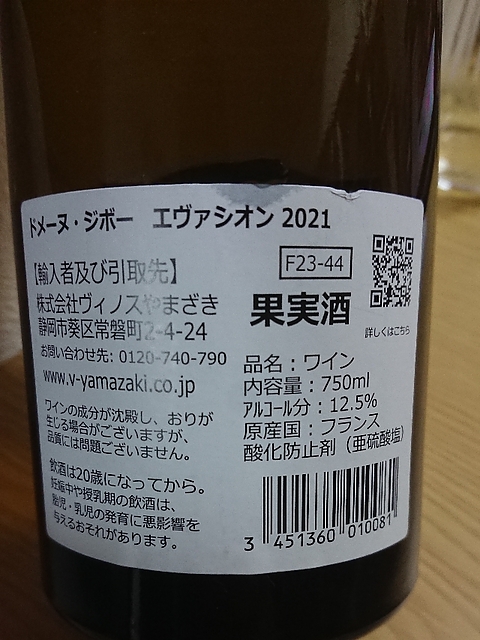 ドメーヌ・ジボー　エヴァシオン 2021
【輸入者及び引取先】
株式会社ヴィノスやまざき
静岡市葵区常磐町2-4-24
お問い合わせ先: 0120-740-790
www.v-yamazaki.co.jp
ワインの成分が沈殿し、おりが
生じる場合がございますが、
品質には問題ございません。
飲酒は20歳になってから。
妊娠中や授乳期の飲酒は、
胎児・乳児の発育に悪影響を
与えるおそれがあります。
F23-44
果実酒
詳しくはこちら
品名：ワイン
内容量：750ml
アルコール分：12.5%
原産国：フランス
酸化防止剤（亜硫酸塩）
3 451360 010081